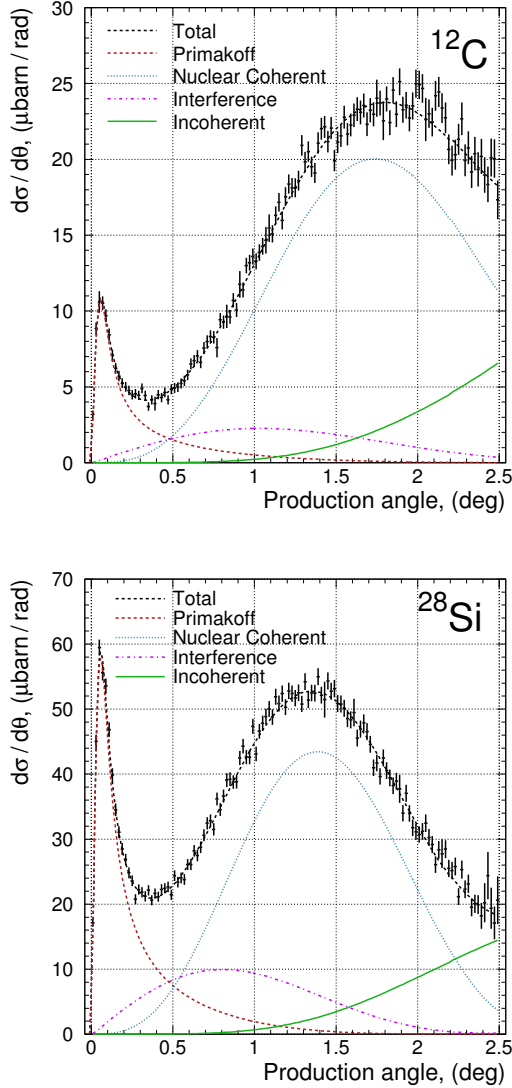 30
25
20
15
10
5
0
dσ / dθ, (μbarn / rad)
Total
Primakoff
Nuclear Coherent
Interference
Incoherent
¹²C
0 0.5 1 1.5 2 2.5
Production angle, (deg)
70
60
50
40
30
20
10
0
dσ / dθ, (μbarn / rad)
Total
Primakoff
Nuclear Coherent
Interference
Incoherent
²⁸Si
0 0.5 1 1.5 2 2.5
Production angle, (deg)